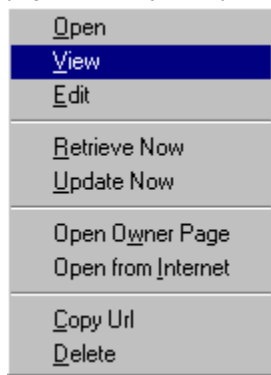 Open
View
Edit
Retrieve Now
Update Now
Open Owner Page
Open from Internet
Copy Url
Delete